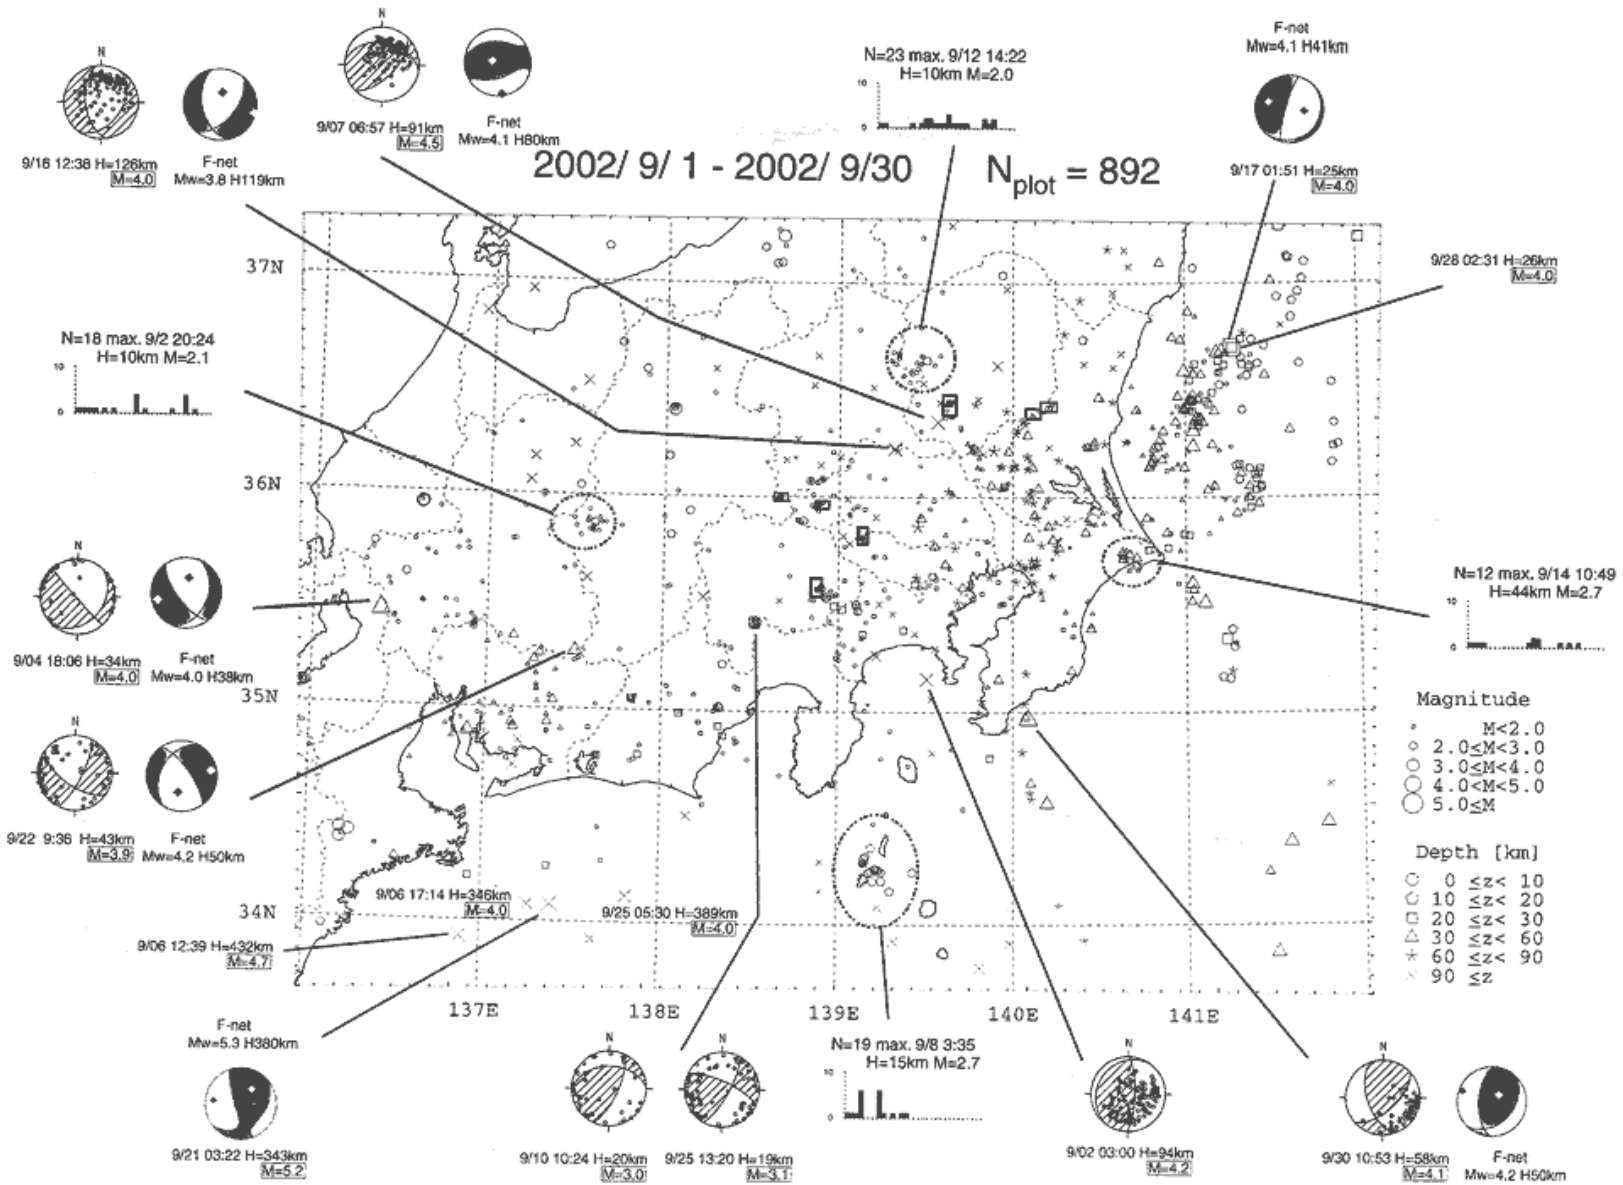 N
9/16 12:38 H=126km
M=4.0
F-net
Mw=3.8 H119km
N
9/07 06:57 H=91km
M=4.5
F-net
Mw=4.1 H80km
N=23 max. 9/12 14:22
H=10km M=2.0
10
0
F-net
Mw=4.1 H41km
9/17 01:51 H=25km
M=4.0
2002/ 9/ 1 - 2002/ 9/30 Nplot = 892
9/28 02:31 H=26km
M=4.0
37N
N=18 max. 9/2 20:24
H=10km M=2.1
10
0
36N
N
9/04 18:06 H=34km
M=4.0
F-net
Mw=4.0 H38km
N=12 max. 9/14 10:49
H=44km M=2.7
10
0
35N
N
9/22 9:36 H=43km
M=3.9
F-net
Mw=4.2 H50km
Magnitude
M<2.0
2.0≤M<3.0
3.0≤M<4.0
4.0<M<5.0
5.0≤M
Depth [km]
0 ≤z< 10
10 ≤z< 20
20 ≤z< 30
30 ≤z< 60
60 ≤z< 90
90 ≤z
9/06 17:14 H=346km
M=4.0
34N
9/25 05:30 H=389km
M=4.0
9/06 12:39 H=432km
M=4.7
137E 138E 139E 140E 141E
F-net
Mw=5.3 H380km
9/21 03:22 H=343km
M=5.2
N
9/10 10:24 H=20km
M=3.0
N
9/25 13:20 H=19km
M=3.1
N=19 max. 9/8 3:35
H=15km M=2.7
10
0
N
9/02 03:00 H=94km
M=4.2
N
9/30 10:53 H=58km
M=4.1
F-net
Mw=4.2 H50km